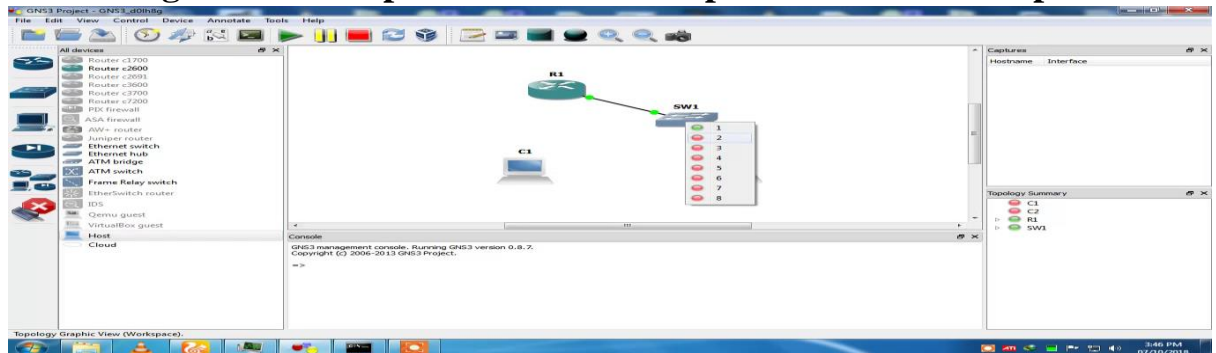 GNS3 Project - GNS3_d0lh8g
File Edit View Control Device Annotate Tools Help
All devices
Router c1700
Router c2600
Router c2691
Router c3600
Router c3700
Router c7200
PIX firewall
ASA firewall
AW+ router
Juniper router
Ethernet switch
Ethernet hub
ATM bridge
ATM switch
Frame Relay switch
EtherSwitch router
IDS
Qemu guest
VirtualBox guest
Host
Cloud
R1
SW1
1
2
3
4
5
6
7
8
C1
Console
GNS3 management console. Running GNS3 version 0.8.7.
Copyright (c) 2006-2013 GNS3 Project.
=>
Captures
Hostname Interface
Topology Summary
C1
C2
R1
SW1
Topology Graphic View (Workspace).
3:46 PM
07/10/2018